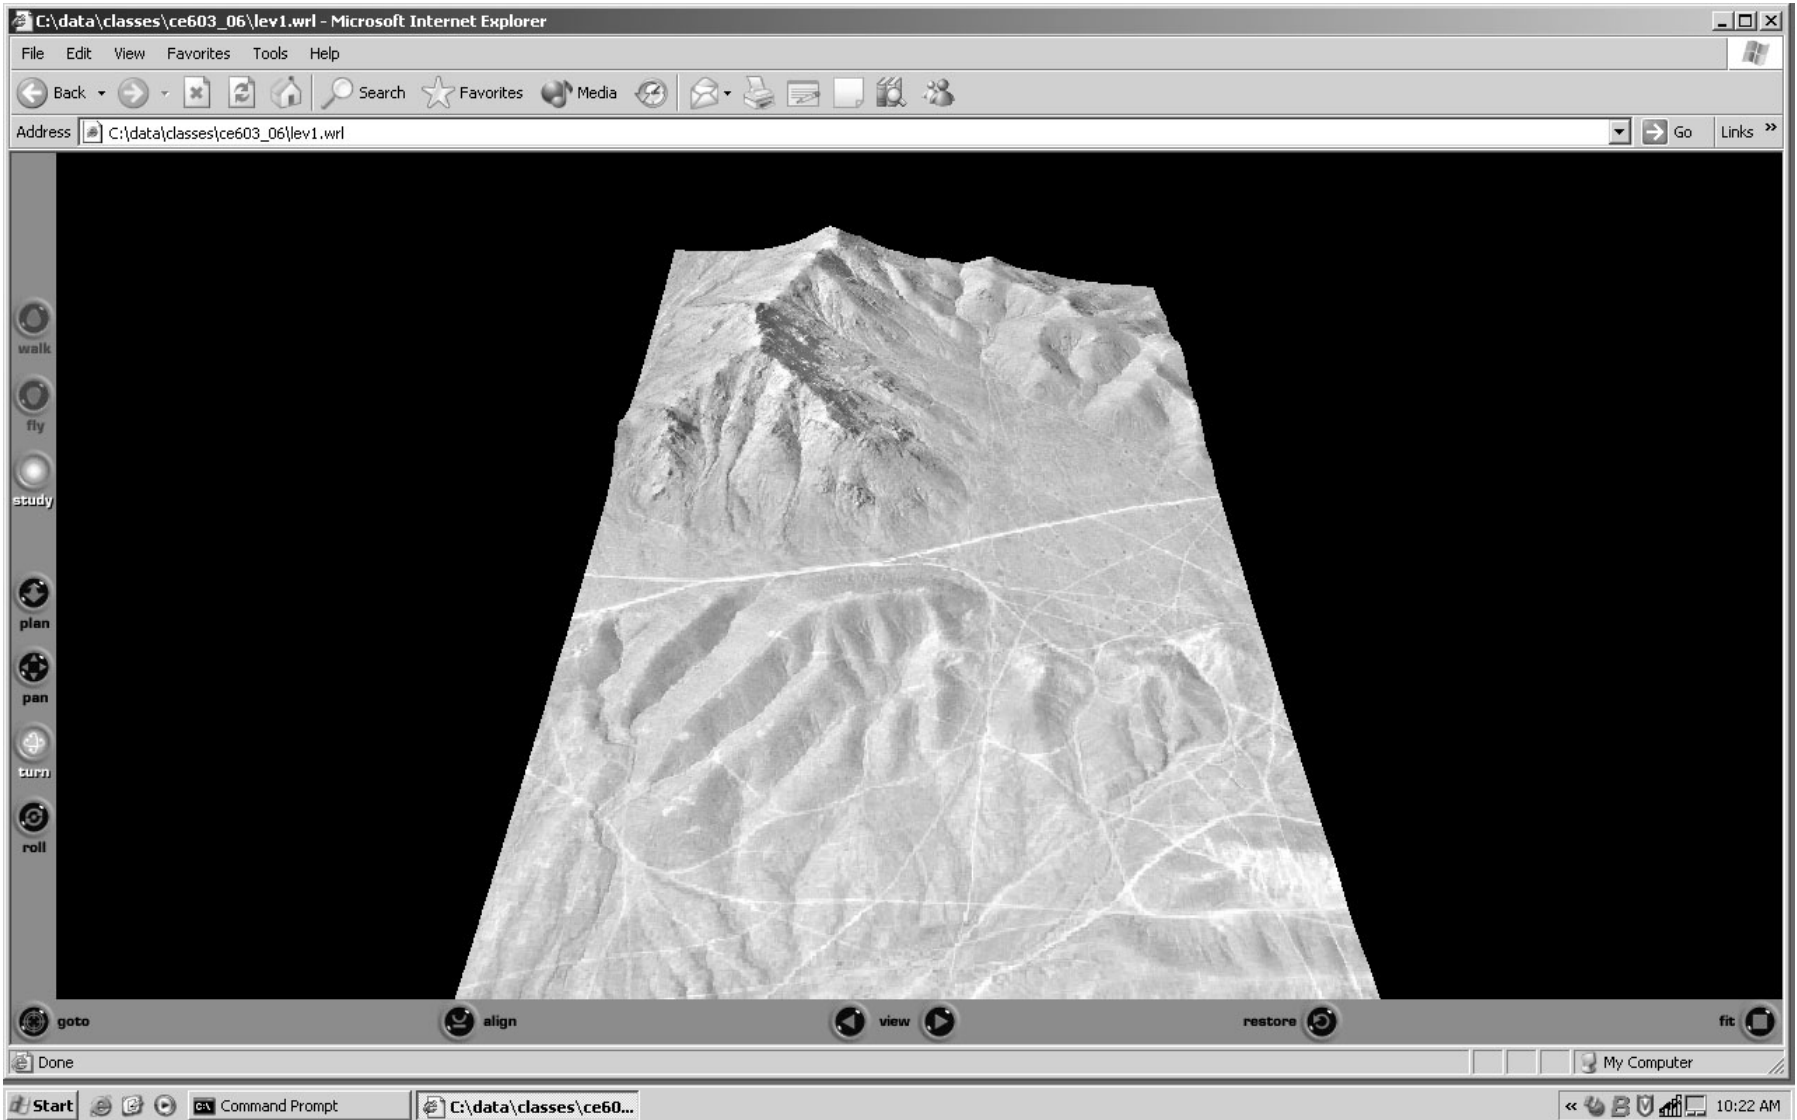 C:\data\classes\ce603_06\lev1.wrl - Microsoft Internet Explorer
File Edit View Favorites Tools Help
Back Search Favorites Media
Address C:\data\classes\ce603_06\lev1.wrl Go Links »
walk
fly
study
plan
pan
turn
roll
goto align view restore fit
Done My Computer
Start Command Prompt C:\data\classes\ce60... « 10:22 AM